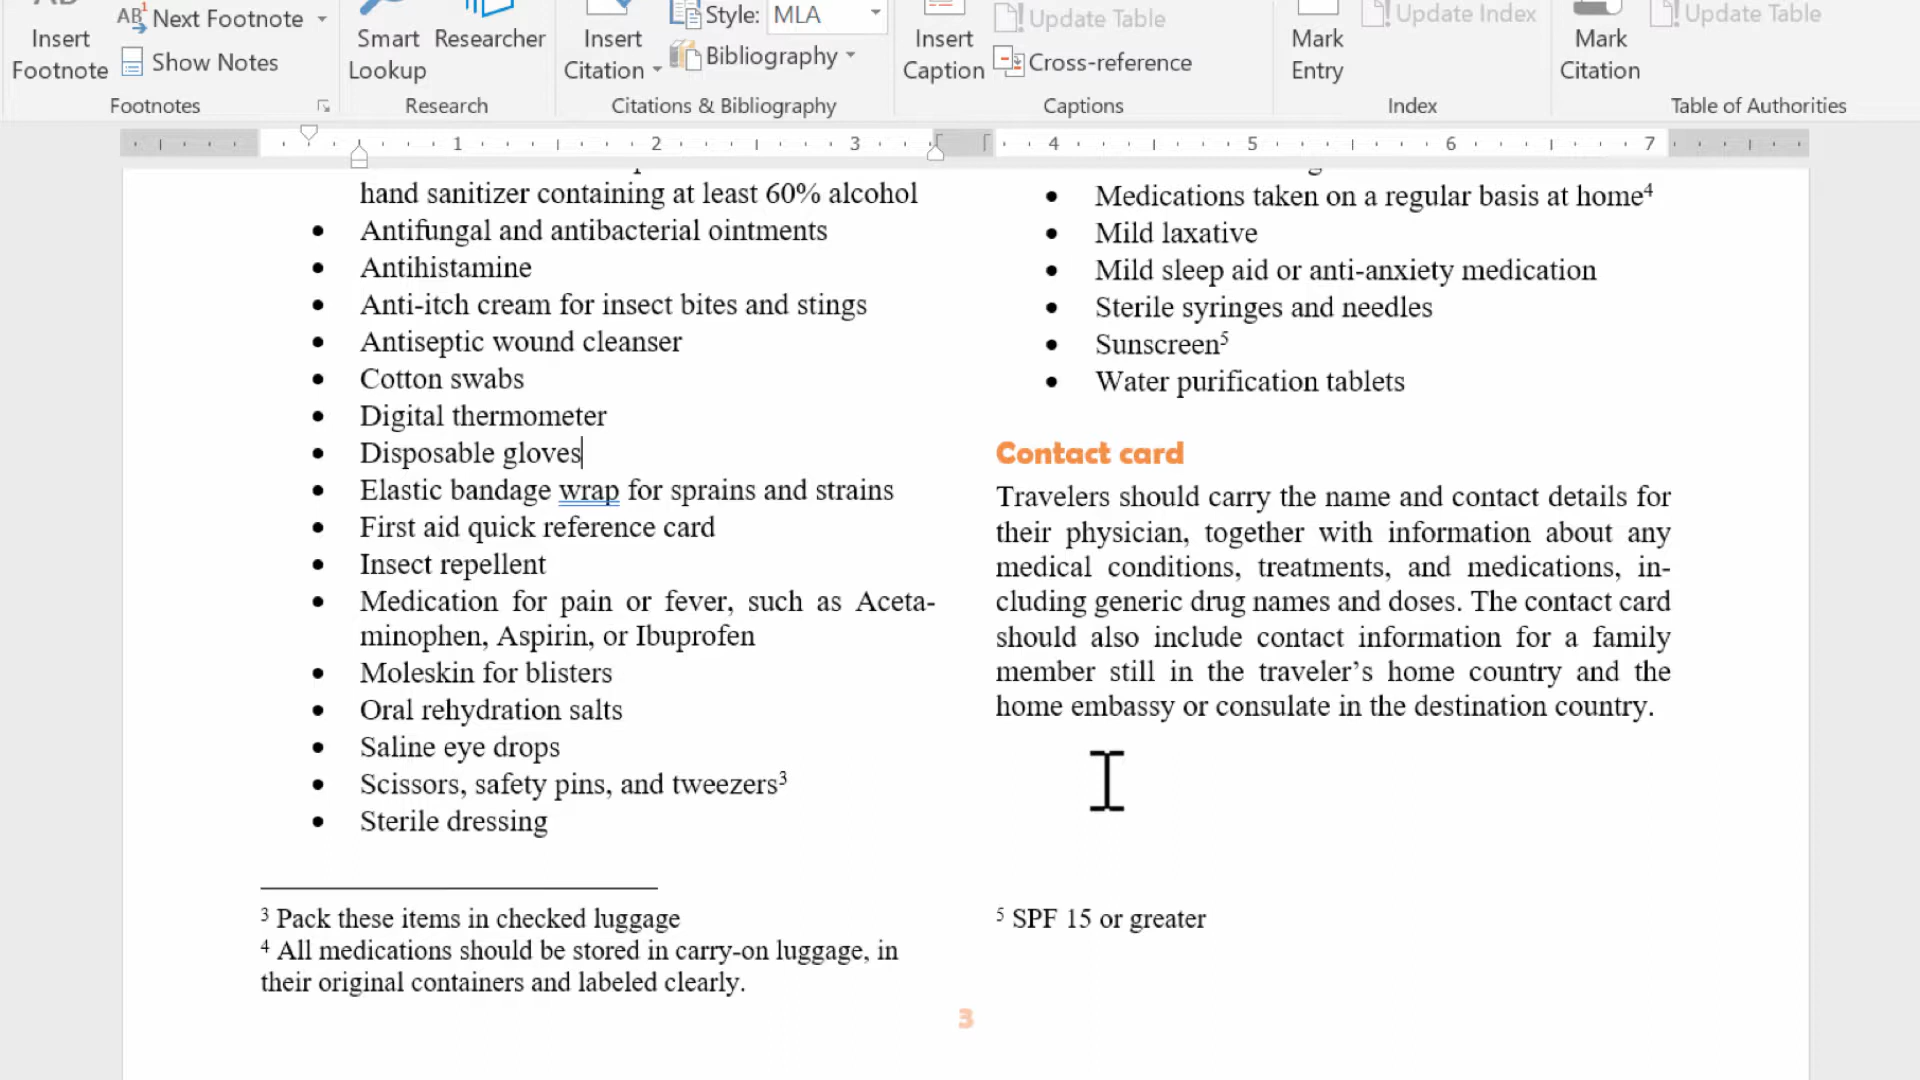 Insert
Footnote
AB1 Next Footnote
Show Notes
Footnotes
Smart
Lookup
Researcher
Research
Insert
Citation
Style: MLA
Bibliography
Citations & Bibliography
Insert
Caption
Update Table
Cross-reference
Captions
Mark
Entry
Update Index
Index
Mark
Citation
Update Table
Table of Authorities
1 2 3 4 5 6 7
hand sanitizer containing at least 60% alcohol
• Antifungal and antibacterial ointments
• Antihistamine
• Anti-itch cream for insect bites and stings
• Antiseptic wound cleanser
• Cotton swabs
• Digital thermometer
• Disposable gloves
• Elastic bandage wrap for sprains and strains
• First aid quick reference card
• Insect repellent
• Medication for pain or fever, such as Aceta-
minophen, Aspirin, or Ibuprofen
• Moleskin for blisters
• Oral rehydration salts
• Saline eye drops
• Scissors, safety pins, and tweezers3
• Sterile dressing
3 Pack these items in checked luggage
4 All medications should be stored in carry-on luggage, in
their original containers and labeled clearly.
• Medications taken on a regular basis at home4
• Mild laxative
• Mild sleep aid or anti-anxiety medication
• Sterile syringes and needles
• Sunscreen5
• Water purification tablets
Contact card
Travelers should carry the name and contact details for
their physician, together with information about any
medical conditions, treatments, and medications, in-
cluding generic drug names and doses. The contact card
should also include contact information for a family
member still in the traveler’s home country and the
home embassy or consulate in the destination country.
5 SPF 15 or greater
3